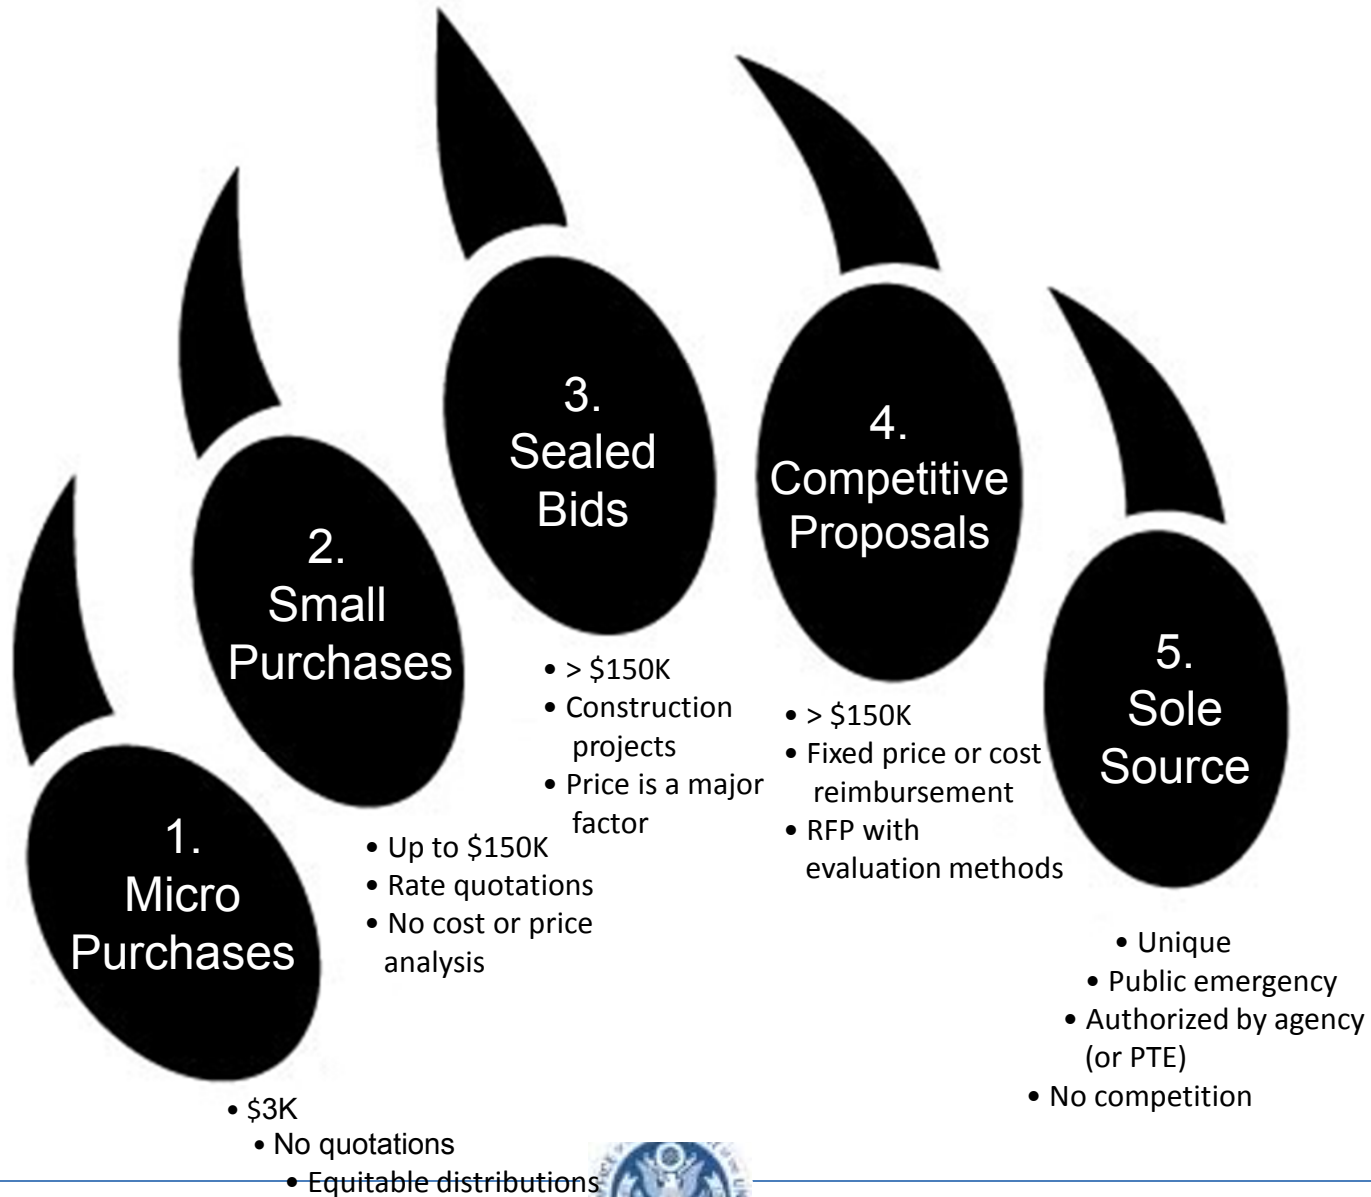 1.
Micro
Purchases
• $3K
• No quotations
• Equitable distributions
2.
Small
Purchases
• Up to $150K
• Rate quotations
• No cost or price
analysis
3.
Sealed
Bids
• > $150K
• Construction
projects
• Price is a major
factor
4.
Competitive
Proposals
• > $150K
• Fixed price or cost
reimbursement
• RFP with
evaluation methods
5.
Sole
Source
• Unique
• Public emergency
• Authorized by agency
(or PTE)
• No competition